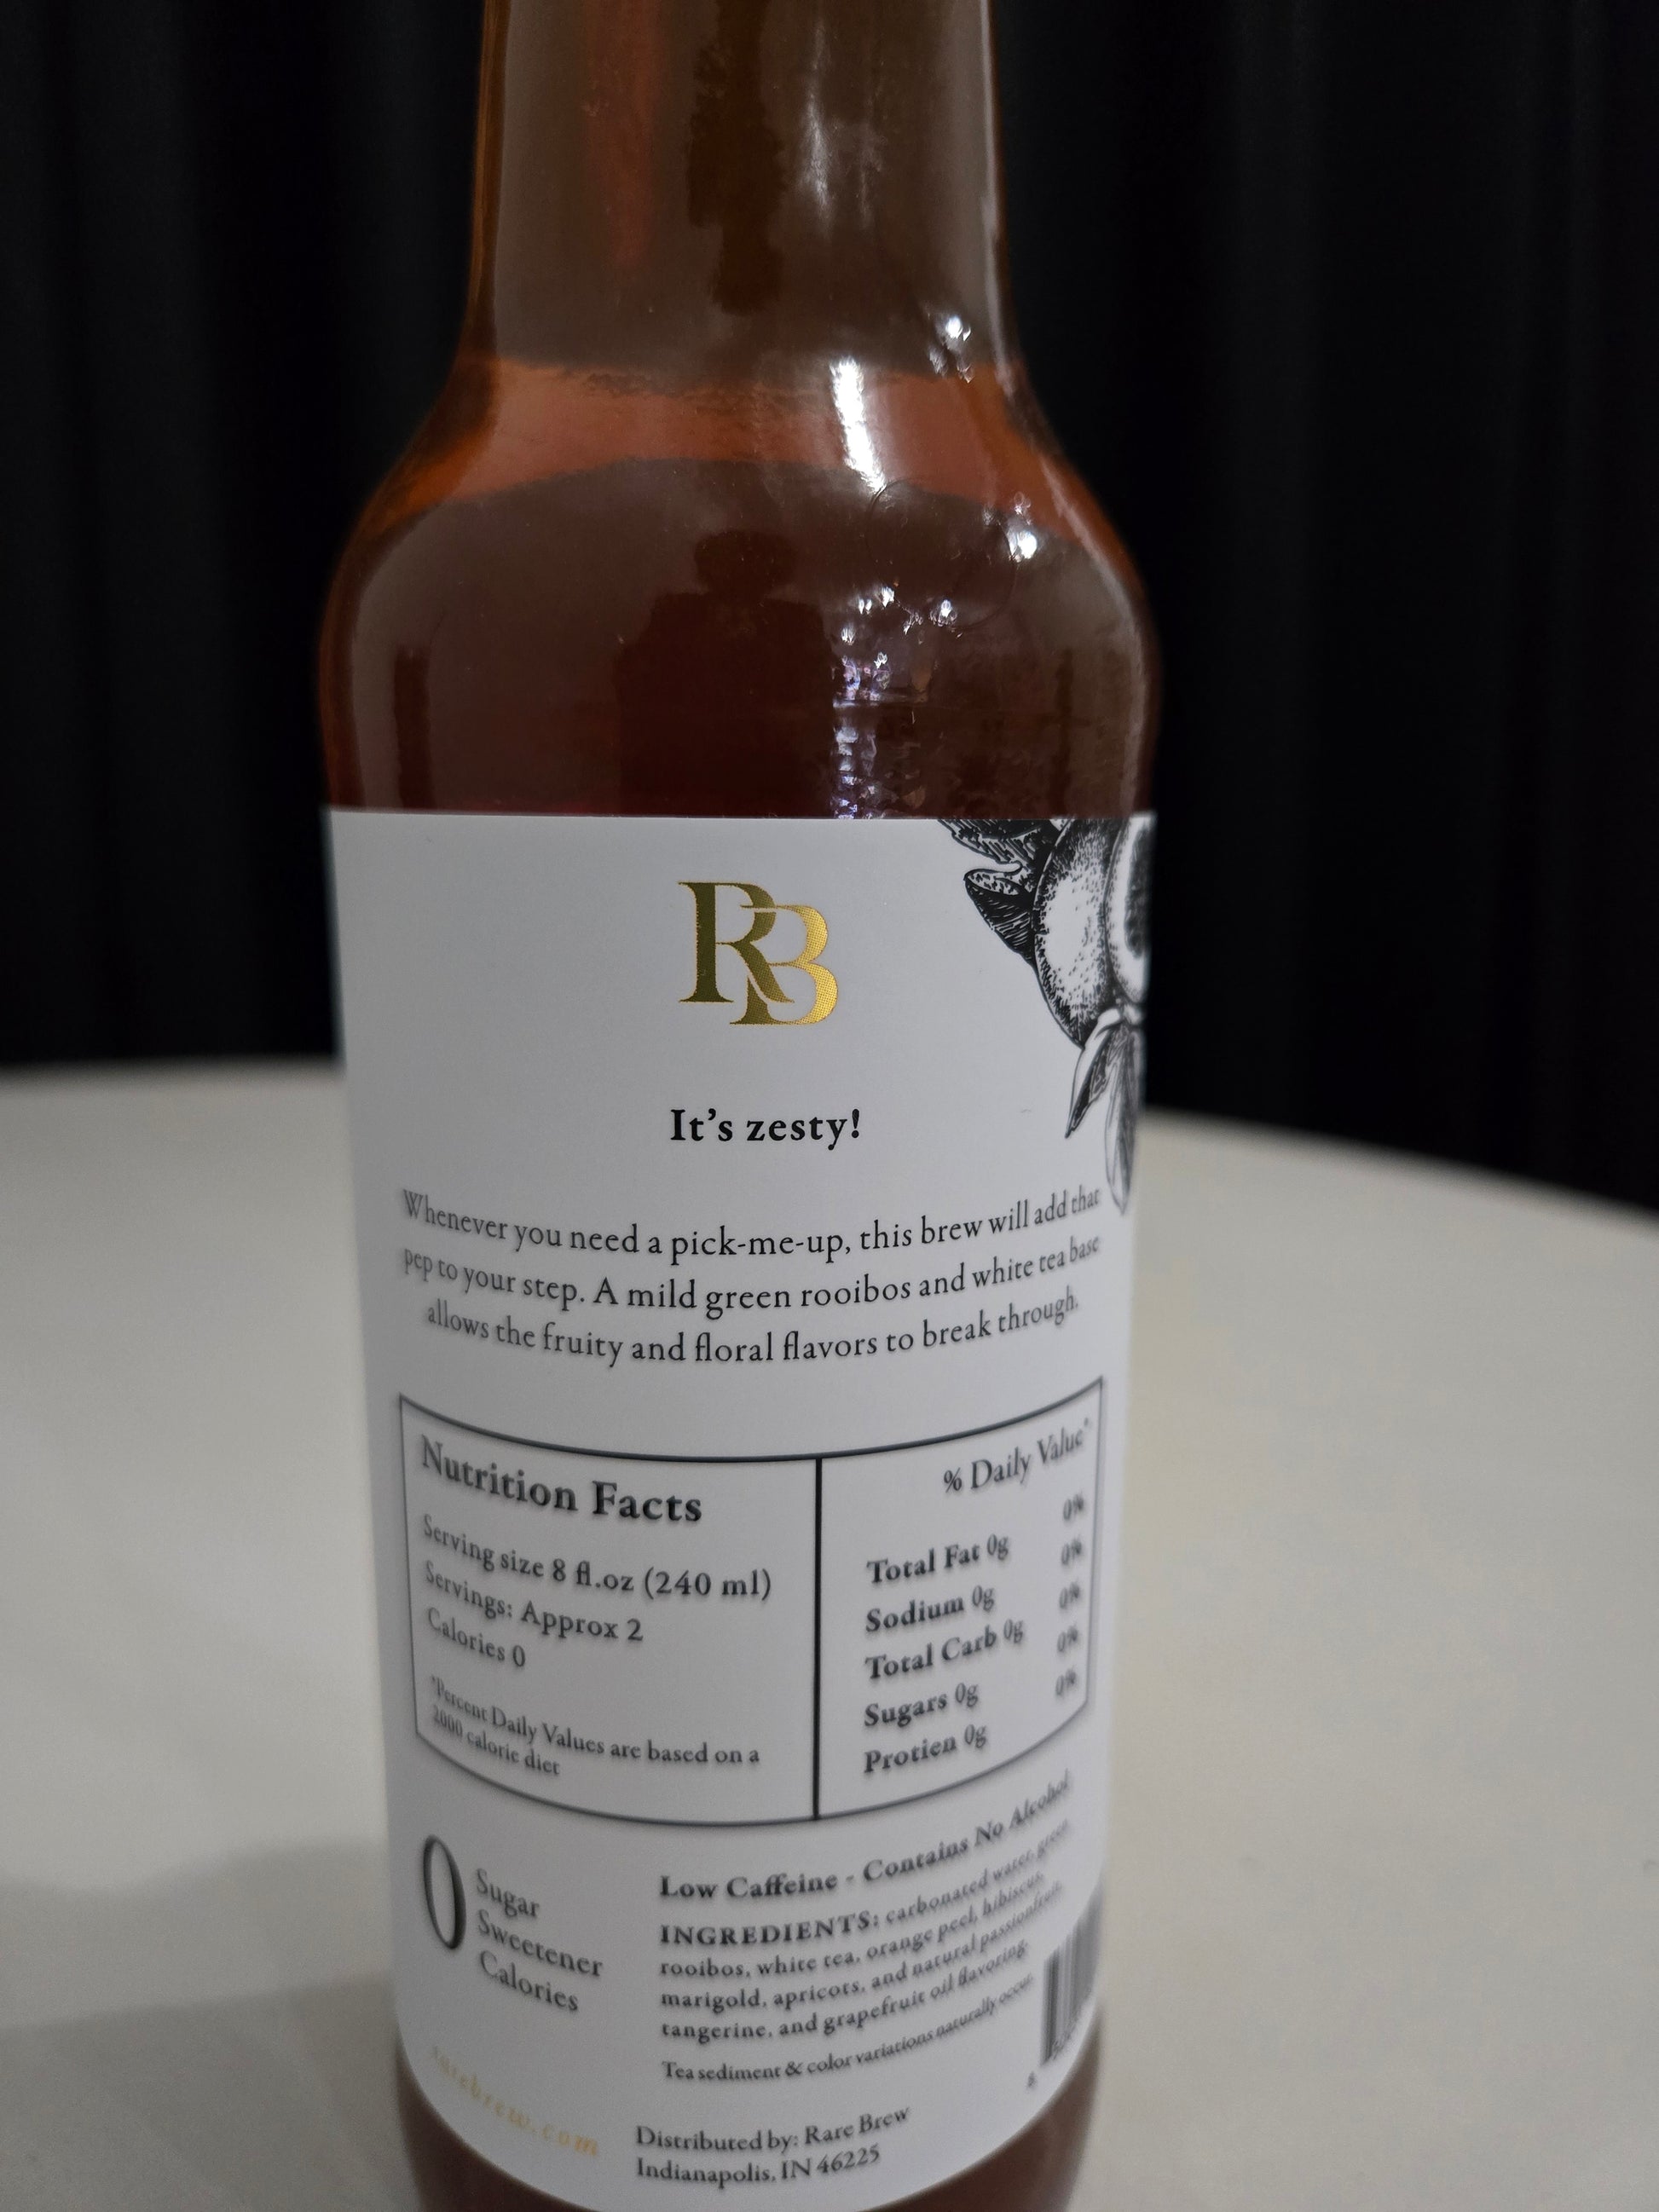 RB
It's zesty!
Whenever you need a pick-me-up, this brew will add that
pep to your step. A mild green rooibos and white tea base
allows the fruity and floral flavors to break through.
Nutrition Facts
Serving size 8 fl.oz (240 ml)
Servings: Approx 2
Calories 0
*Percent Daily Values are based on a
2000 calorie diet
% Daily Value*
0%
Total Fat 0g 0%
Sodium 0g 0%
Total Carb 0g 0%
Sugars 0g 0%
Protien 0g
0 Sugar
Sweetener
Calories
Low Caffeine - Contains No Alcohol
INGREDIENTS: carbonated water, green
rooibos, white tea, orange peel, hibiscus,
marigold, apricots, and natural passionfruit,
tangerine, and grapefruit oil flavoring.
Tea sediment & color variations naturally occur.
rarebrew.com
Distributed by: Rare Brew
Indianapolis, IN 46225